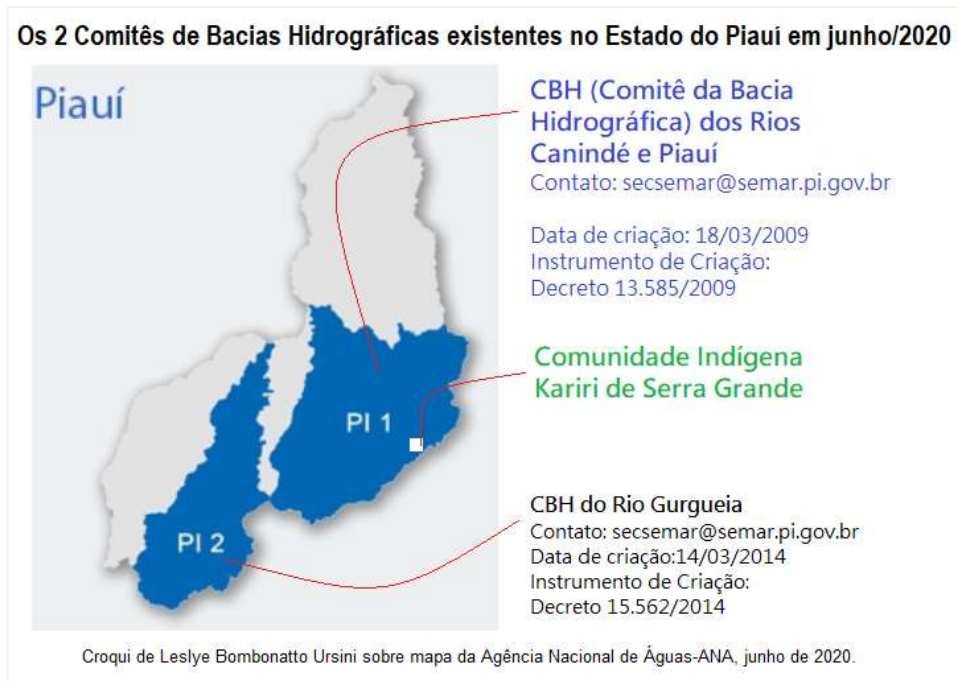 Os 2 Comitês de Bacias Hidrográficas existentes no Estado do Piauí em junho/2020
Piauí
CBH (Comitê da Bacia
Hidrográfica) dos Rios
Canindé e Piauí
Contato: secsemar@semar.pi.gov.br
Data de criação: 18/03/2009
Instrumento de Criação:
Decreto 13.585/2009
Comunidade Indígena
Kariri de Serra Grande
PI 1
CBH do Rio Gurgueia
Contato: secsemar@semar.pi.gov.br
Data de criação:14/03/2014
Instrumento de Criação:
Decreto 15.562/2014
PI 2
Croqui de Leslye Bombonatto Ursini sobre mapa da Agência Nacional de Águas-ANA, junho de 2020.